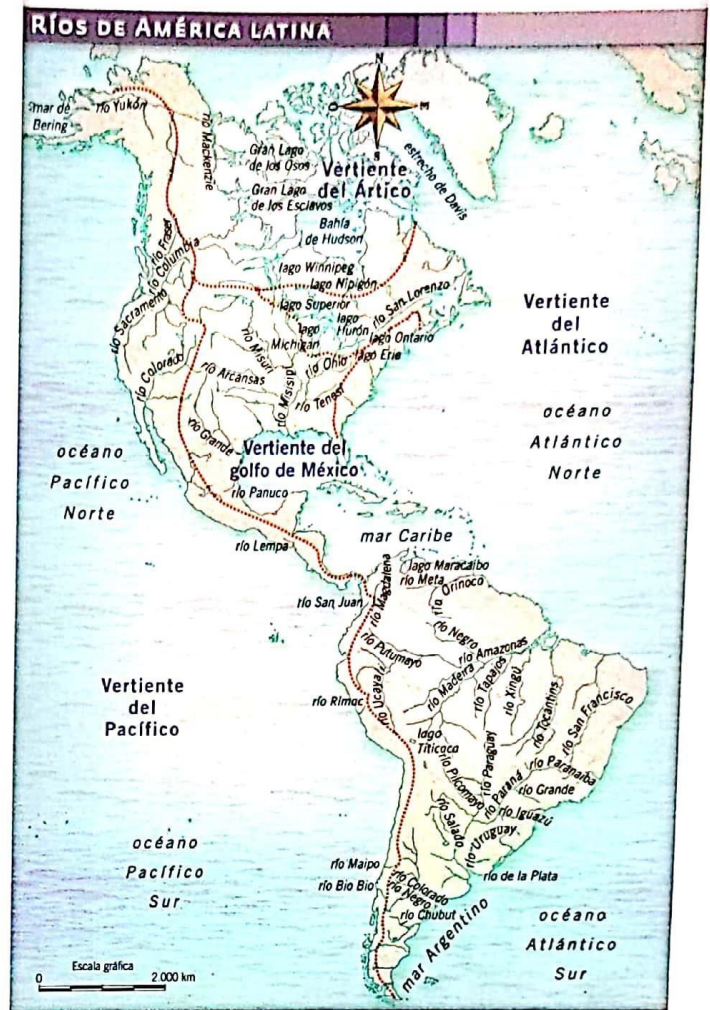 RÍOS DE AMÉRICA LATINA
N
O
M
S
mar de
Bering
río Yukón
río Mackenzie
Gran Lago
de los Osos
Vertiente
del Ártico
estrecho de Davis
Gran Lago
de los Esclavos
Bahía
de Hudson
río Fraser
río Columbia
lago Winnipeg
lago Nipigón
río San Lorenzo
río Sacramento
lago Superior
lago
Hurón
lago
Michigan
lago Ontario
lago Erie
río Misuri
río Ohio
río Colorado
río Arcansas
río Misisipi
río Tenesí
Vertiente
del
Atlántico
río Grande
Vertiente del
golfo de México
océano
Atlántico
Norte
océano
Pacífico
Norte
río Panuco
río Lempa
mar Caribe
río San Juan
río Magdalena
lago Maracaibo
río Meta
río Orinoco
río Negro
río Putumayo
río Amazonas
río Madeira
río Tapajos
río Xingú
río Tocantins
río San Francisco
río Ucayali
Vertiente
del
Pacífico
río Rimac
lago
Titicaca
río Pilcomayo
río Paraguay
río Paraná
río Paranaiba
río Grande
río Iguazú
río Salado
río Uruguay
río Maipo
río de la Plata
río Bio Bio
río Colorado
río Negro
río Chubut
mar Argentino
océano
Pacífico
Sur
océano
Atlántico
Sur
Escala gráfica
0
2 000 km